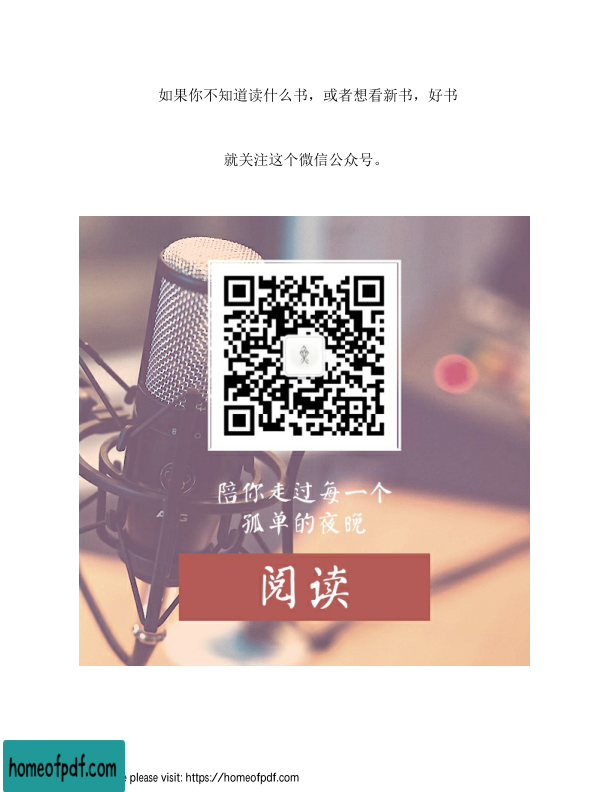 如果你不知道读什么书，或者想看新书，好书
就关注这个微信公众号。
AKG
陪你走过每一个
孤单的夜晚
阅读
homeofpdf.com
please visit: https://homeofpdf.com